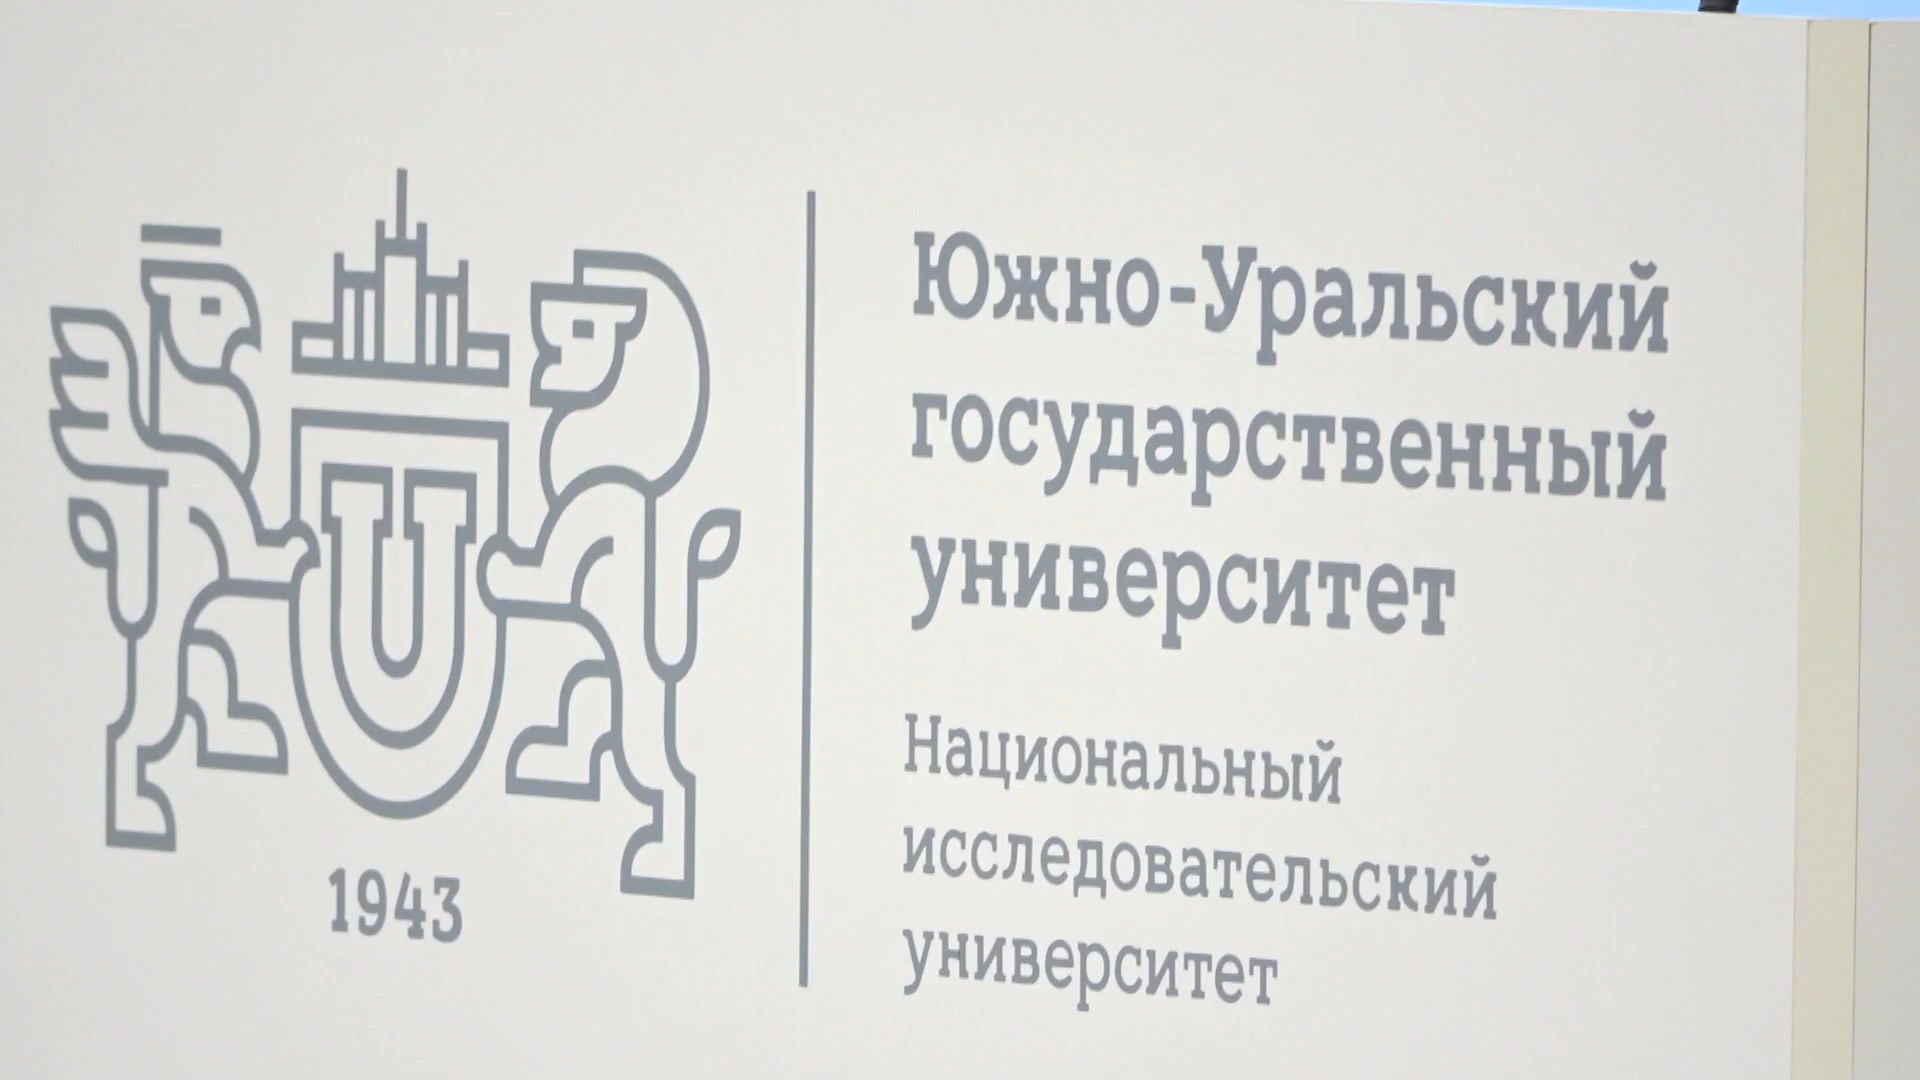 U
1943
Южно-Уральский
государственный
университет
Национальный
исследовательский
университет